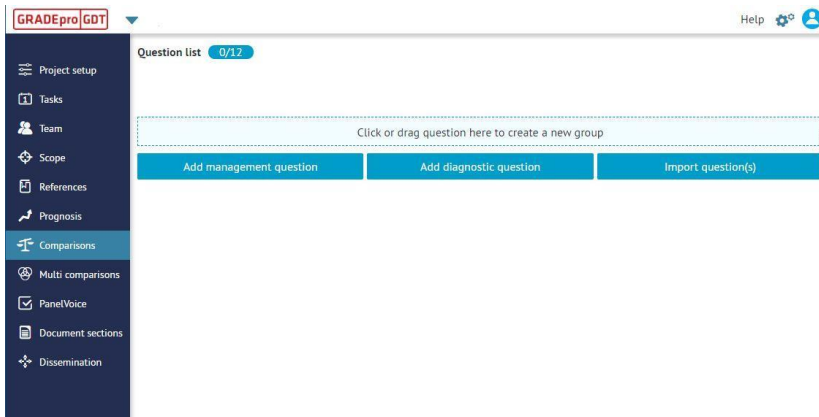 GRADEpro GDT
Help
Question list 0/12
Project setup
Tasks
Team
Scope
References
Prognosis
Comparisons
Multi comparisons
PanelVoice
Document sections
Dissemination
Click or drag question here to create a new group
Add management question
Add diagnostic question
Import question(s)